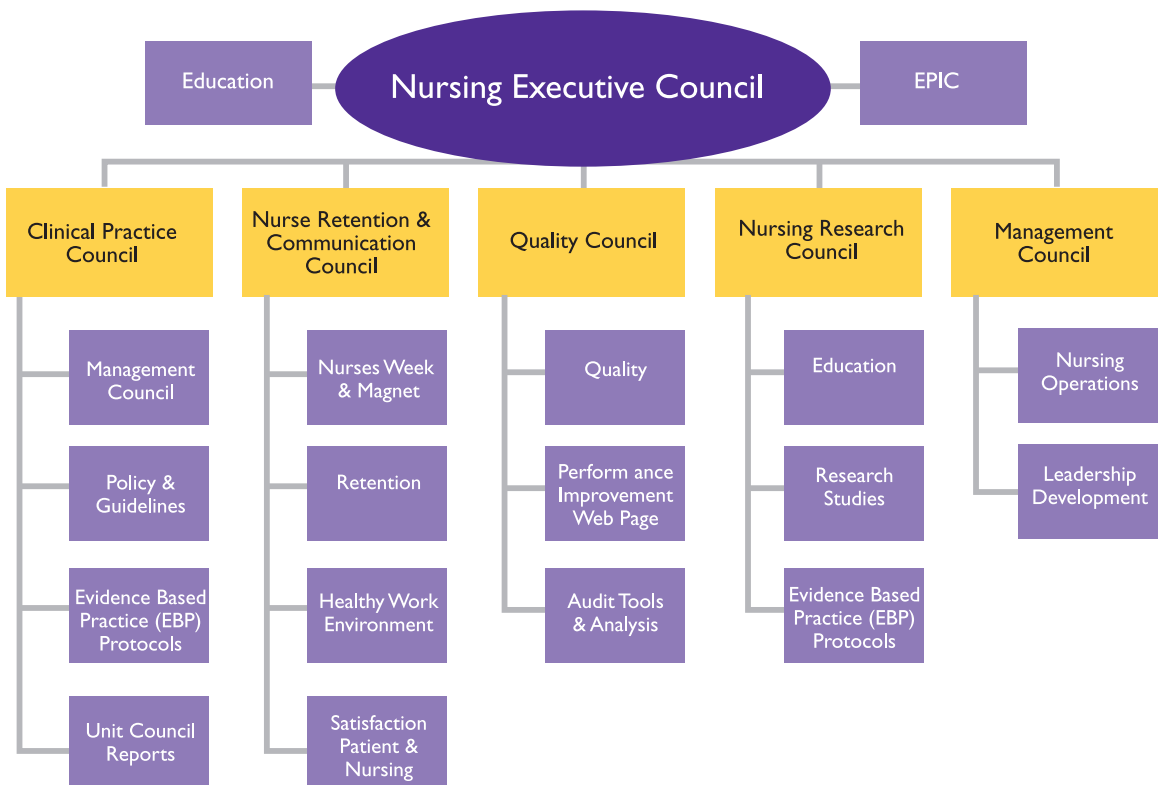 Education
Nursing Executive Council
EPIC
Clinical Practice
Council
Nurse Retention &
Communication
Council
Quality Council
Nursing Research
Council
Management
Council
Management
Council
Policy &
Guidelines
Evidence Based
Practice (EBP)
Protocols
Unit Council
Reports
Nurses Week
& Magnet
Retention
Healthy Work
Environment
Satisfaction
Patient &
Nursing
Quality
Perform ance
Improvement
Web Page
Audit Tools
& Analysis
Education
Research
Studies
Evidence Based
Practice (EBP)
Protocols
Nursing
Operations
Leadership
Development